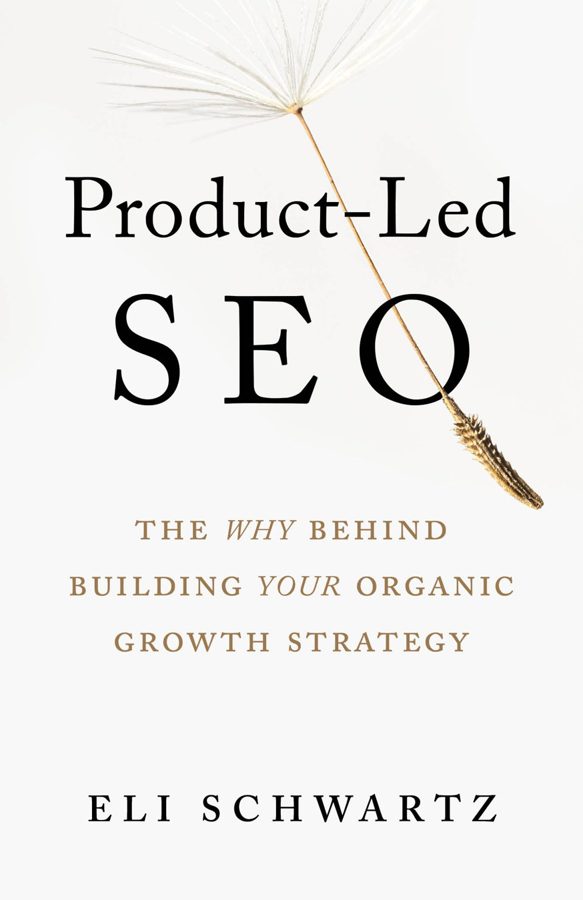 Product-Led
SEO
THE WHY BEHIND
BUILDING YOUR ORGANIC
GROWTH STRATEGY
ELI SCHWARTZ